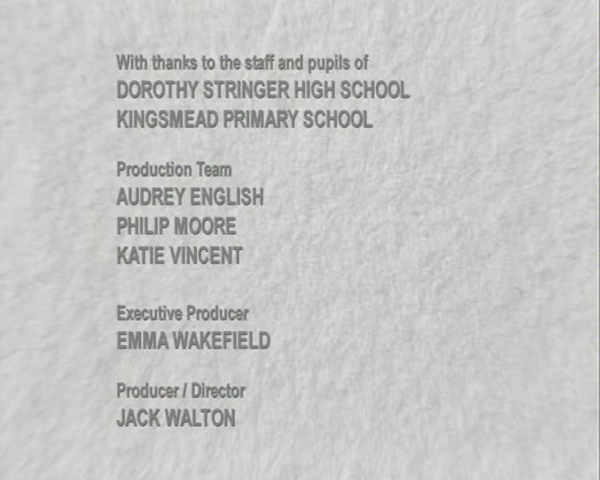 With thanks to the staff and pupils of
DOROTHY STRINGER HIGH SCHOOL
KINGSMEAD PRIMARY SCHOOL
Production Team
AUDREY ENGLISH
PHILIP MOORE
KATIE VINCENT
Executive Producer
EMMA WAKEFIELD
Producer / Director
JACK WALTON